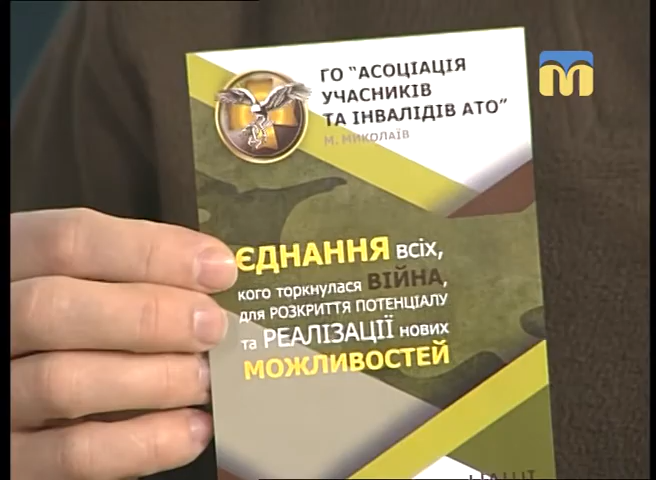 ГО "АСОЦІАЦІЯ
УЧАСНИКІВ
ТА ІНВАЛІДІВ АТО"
М. МИКОЛАЇВ
ЄДНАННЯ всіх,
кого торкнулася ВІЙНА,
для РОЗКРИТТЯ ПОТЕНЦІАЛУ
та РЕАЛІЗАЦІЇ нових
МОЖЛИВОСТЕЙ